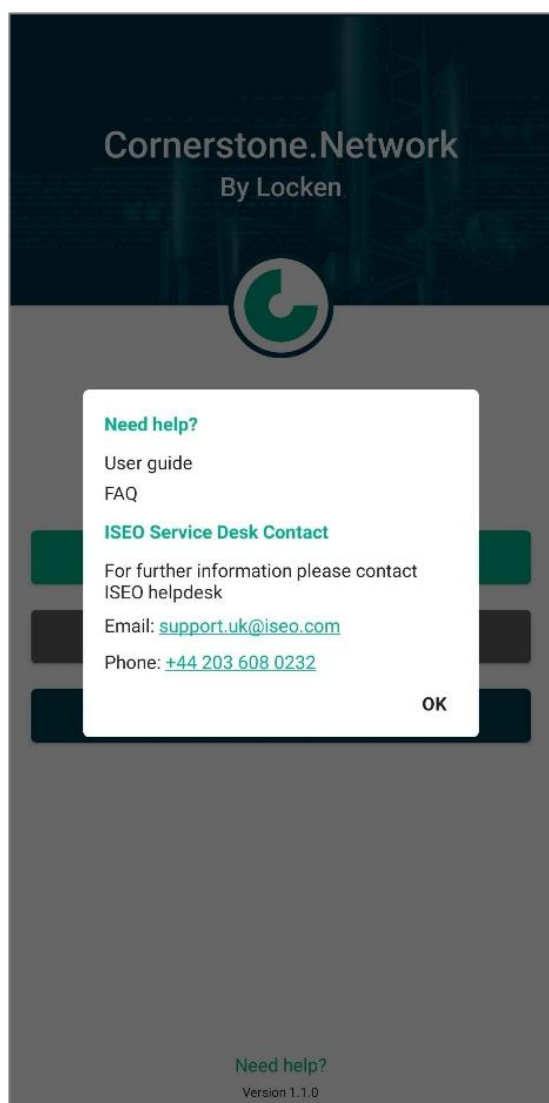 Cornerstone.Network
By Locken
Need help?
User guide
FAQ
ISEO Service Desk Contact
For further information please contact
ISEO helpdesk
Email: support.uk@iseo.com
Phone: +44 203 608 0232
OK
Need help?
Version 1.1.0